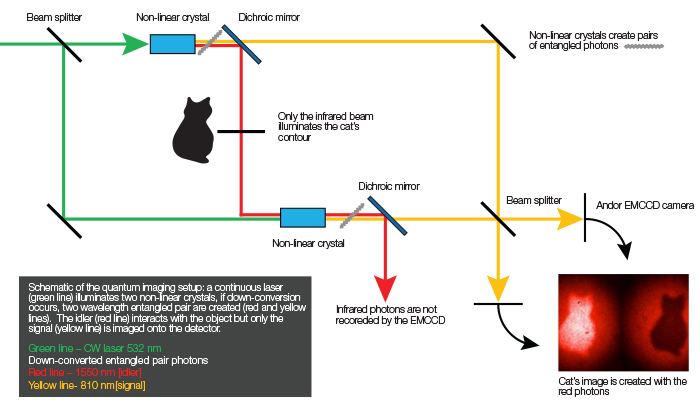 Beam splitter
Non-linear crystal
Dichroic mirror
Non-linear crystals create pairs
of entangled photons
Only the infrared beam
illuminates the cat's
contour
Dichroic mirror
Beam splitter
Andor EMCCD camera
Non-linear crystal
Schematic of the quantum imaging setup: a continuous laser
(green line) illuminates two non-linear crystals, if down-conversion
occurs, two wavelength entangled pair are created (red and yellow
lines). The idler (red line) interacts with the object but only the
signal (yellow line) is imaged onto the detector.
Green line – CW laser 532 nm
Down-converted entangled pair photons
Red line – 1550 nm [idler]
Yellow line- 810 nm[signal]
Infrared photons are not
recoreded by the EMCCD
Cat's image is created with the
red photons